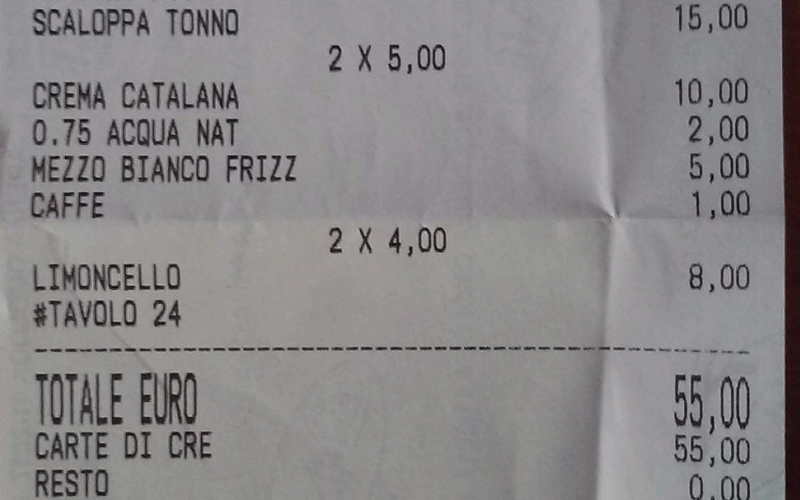 SCALOPPA TONNO 15,00
2 X 5,00
CREMA CATALANA 10,00
0.75 ACQUA NAT 2,00
MEZZO BIANCO FRIZZ 5,00
CAFFE 1,00
2 X 4,00
LIMONCELLO 8,00
#TAVOLO 24
TOTALE EURO 55,00
CARTE DI CRE 55,00
RESTO 0,00